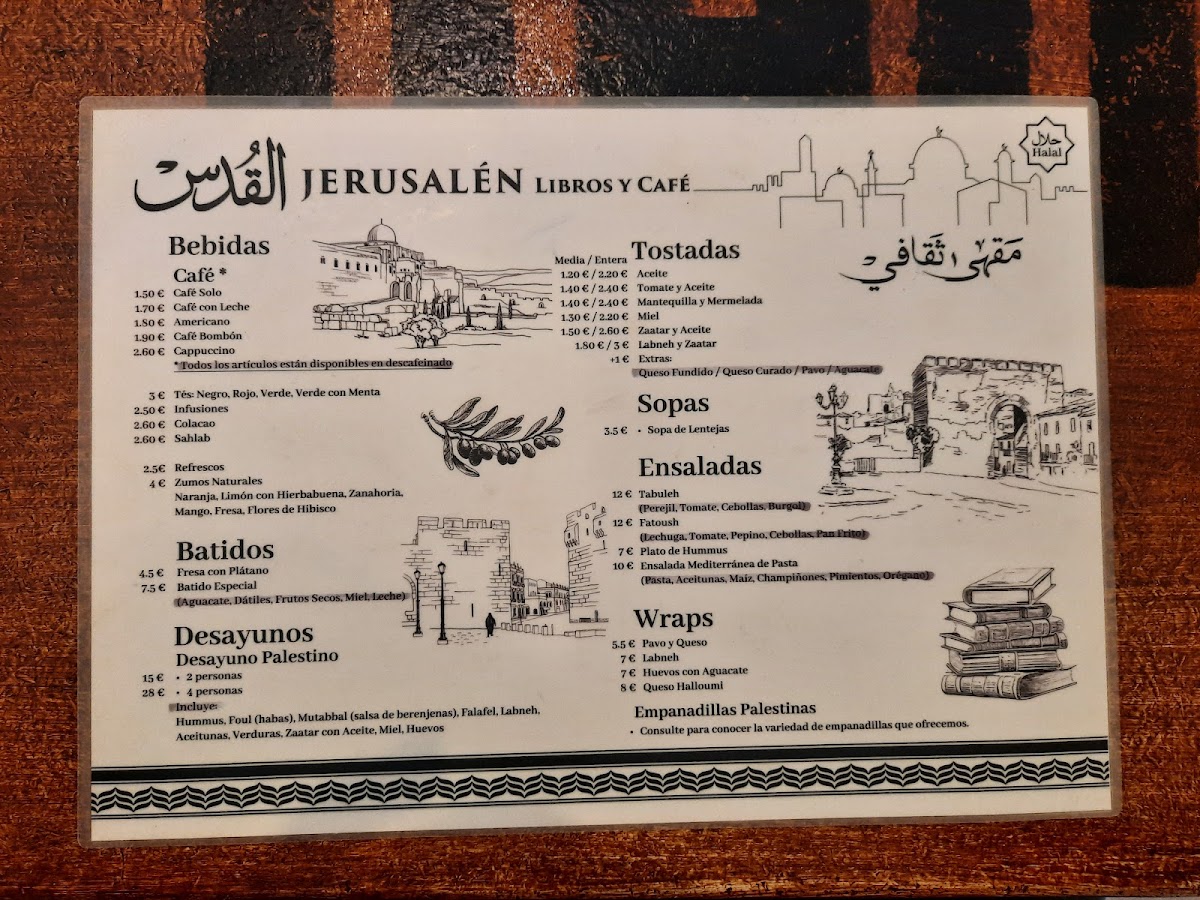 القُدس JERUSALÉN LIBROS Y CAFÉ
حلال
Halal
مَقهى ثَقافي
Bebidas
Café *
1.50 € Café Solo
1.70 € Café con Leche
1.80 € Americano
1.90 € Café Bombón
2.60 € Cappuccino
* Todos los artículos están disponibles en descafeinado
3 € Tés: Negro, Rojo, Verde, Verde con Menta
2.50 € Infusiones
2.60 € Colacao
2.60 € Sahlab
2.5€ Refrescos
4 € Zumos Naturales
Naranja, Limón con Hierbabuena, Zanahoria,
Mango, Fresa, Flores de Hibisco
Batidos
4.5 € Fresa con Plátano
7.5 € Batido Especial
(Aguacate, Dátiles, Frutos Secos, Miel, Leche)
Desayunos
Desayuno Palestino
15 € • 2 personas
28 € • 4 personas
Incluye:
Hummus, Foul (habas), Mutabbal (salsa de berenjenas), Falafel, Labneh,
Aceitunas, Verduras, Zaatar con Aceite, Miel, Huevos
Media / Entera Tostadas
1.20 € / 2.20 € Aceite
1.40 € / 2.40 € Tomate y Aceite
1.40 € / 2.40 € Mantequilla y Mermelada
1.30 € / 2.20 € Miel
1.50 € / 2.60 € Zaatar y Aceite
1.80 € / 3 € Labneh y Zaatar
+1 € Extras:
Queso Fundido / Queso Curado / Pavo / Aguacate
Sopas
3.5 € • Sopa de Lentejas
Ensaladas
12 € Tabuleh
(Perejil, Tomate, Cebollas, Burgol)
12 € Fatoush
(Lechuga, Tomate, Pepino, Cebollas, Pan Frito)
7 € Plato de Hummus
10 € Ensalada Mediterránea de Pasta
(Pasta, Aceitunas, Maiz, Champiñones, Pimientos, Orégano)
Wraps
5.5 € Pavo y Queso
7 € Labneh
7 € Huevos con Aguacate
8 € Queso Halloumi
Empanadillas Palestinas
• Consulte para conocer la variedad de empanadillas que ofrecemos.